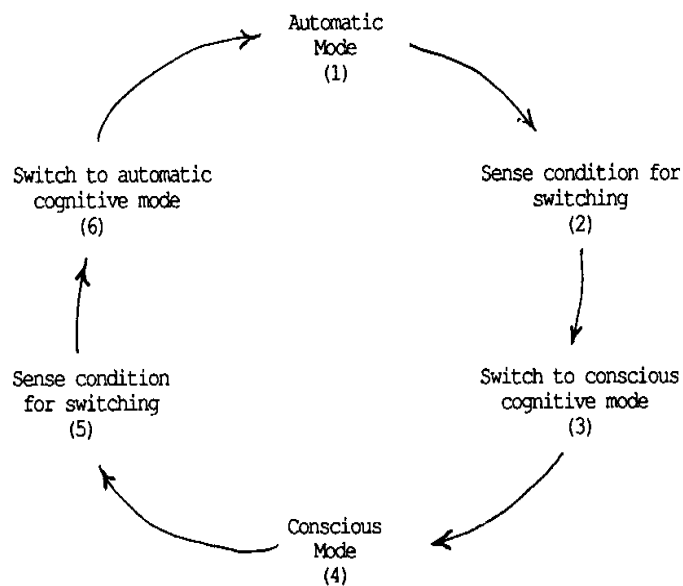 Automatic
Mode
(1)
Sense condition for
switching
(2)
Switch to conscious
cognitive mode
(3)
Conscious
Mode
(4)
Sense condition
for switching
(5)
Switch to automatic
cognitive mode
(6)